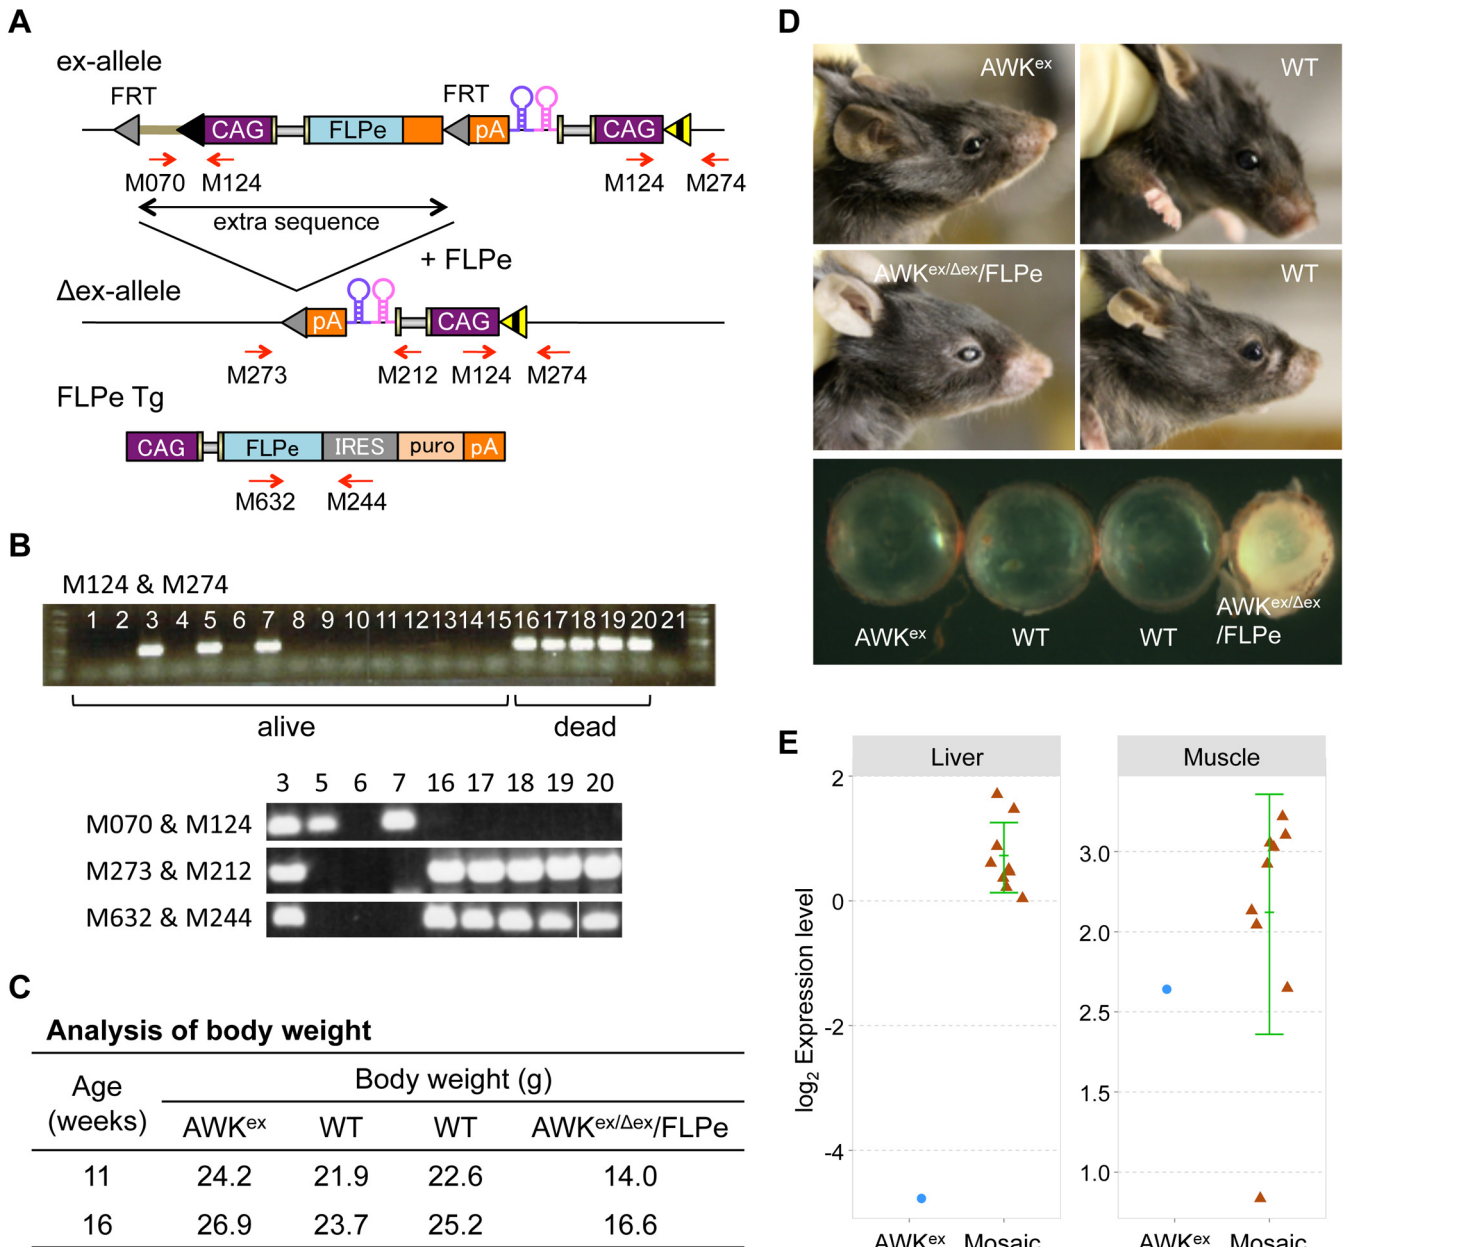 A
ex-allele
FRT
FRT
CAG
FLPe
pA
CAG
M070
M124
M124
M274
extra sequence
+ FLPe
Δex-allele
pA
CAG
M273
M212
M124
M274
FLPe Tg
CAG
FLPe
IRES
puro
pA
M632
M244
B
M124 & M274
1 2 3 4 5 6 7 8 9 10 11 12 13 14 15 16 17 18 19 20 21
alive
dead
3 5 6 7 16 17 18 19 20
M070 & M124
M273 & M212
M632 & M244
C
Analysis of body weight
Age
(weeks)
Body weight (g)
AWKex WT WT AWKex/Δex/FLPe
11 24.2 21.9 22.6 14.0
16 26.9 23.7 25.2 16.6
D
AWKex
WT
AWKex/Δex/FLPe
WT
AWKex
WT
WT
AWKex/Δex
/FLPe
E
Liver
Muscle
log2 Expression level
2
0
-2
-4
3.0
2.0
2.5
1.5
1.0
AWKex Mosaic
AWKex Mosaic